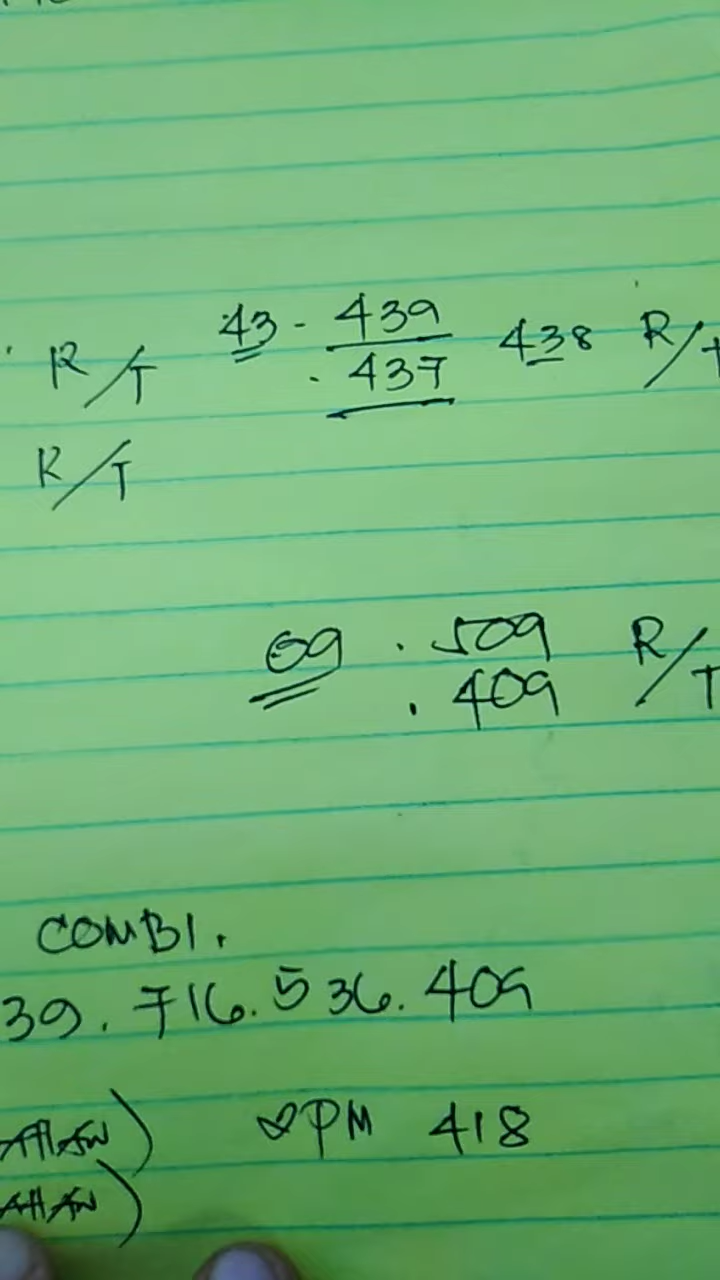 R/T 43 - 439 438 R/T
. 437
R/T
09 . 509 R/T
. 409
COMBI.
39. 716. 536. 409
PM 418